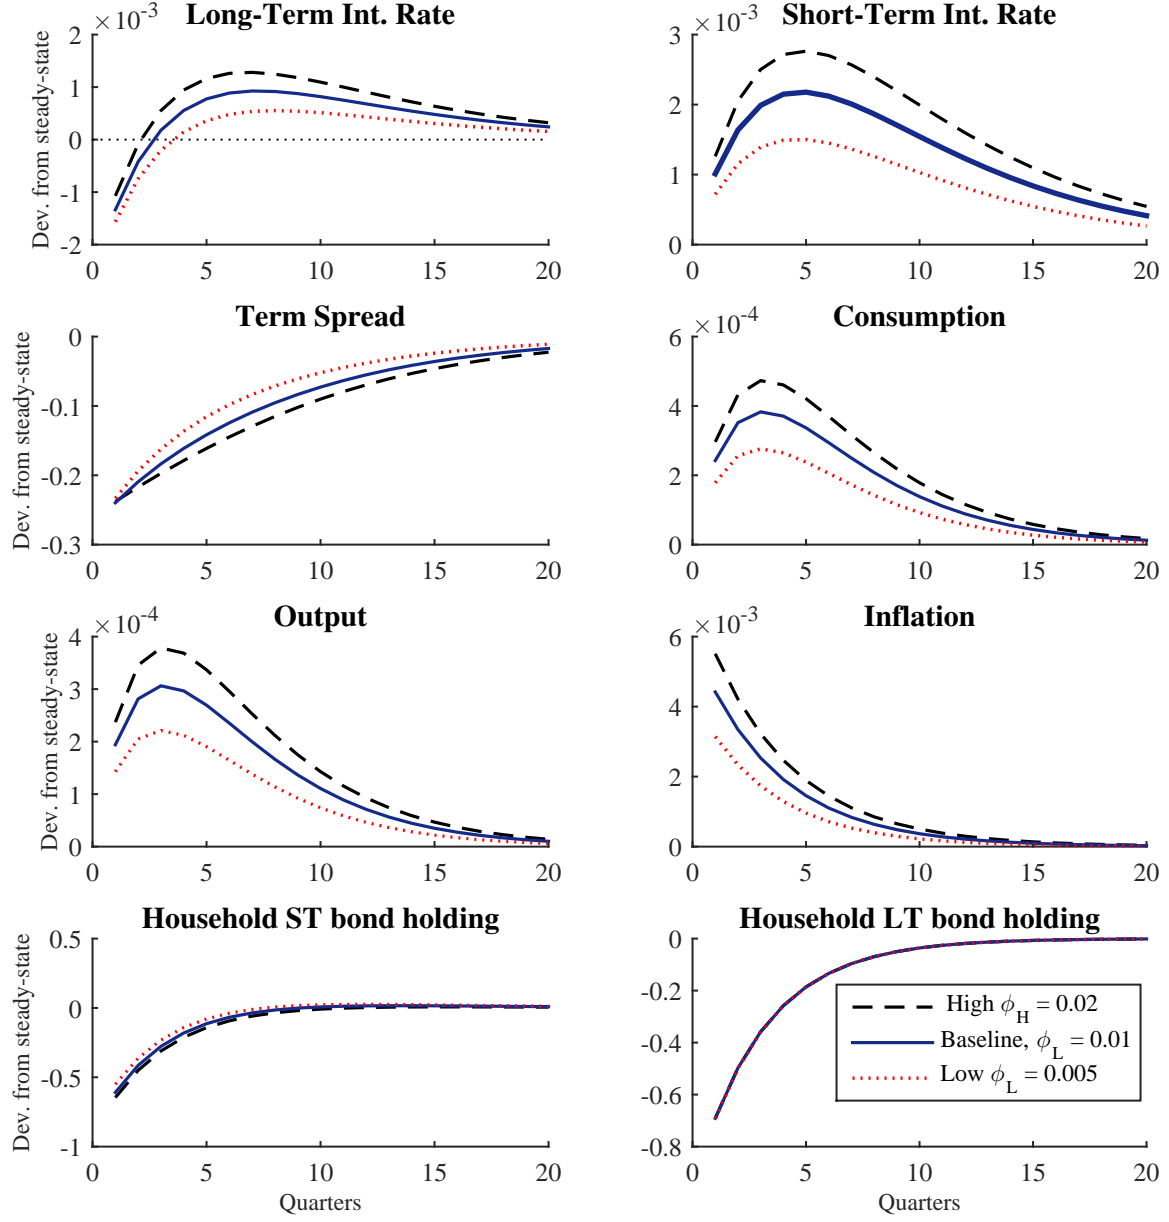 Long-Term Int. Rate
×10-3
Dev. from steady-state
2
1
0
-1
-2
0 5 10 15 20
Short-Term Int. Rate
×10-3
3
2
1
0
0 5 10 15 20
Term Spread
Dev. from steady-state
0
-0.1
-0.2
-0.3
0 5 10 15 20
Consumption
×10-4
6
4
2
0
0 5 10 15 20
Output
×10-4
Dev. from steady-state
4
3
2
1
0
0 5 10 15 20
Inflation
×10-3
6
4
2
0
0 5 10 15 20
Household ST bond holding
Dev. from steady-state
0.5
0
-0.5
-1
0 5 10 15 20
Quarters
Household LT bond holding
0
-0.2
-0.4
-0.6
-0.8
High ϕH = 0.02
Baseline, ϕL = 0.01
Low ϕL = 0.005
0 5 10 15 20
Quarters